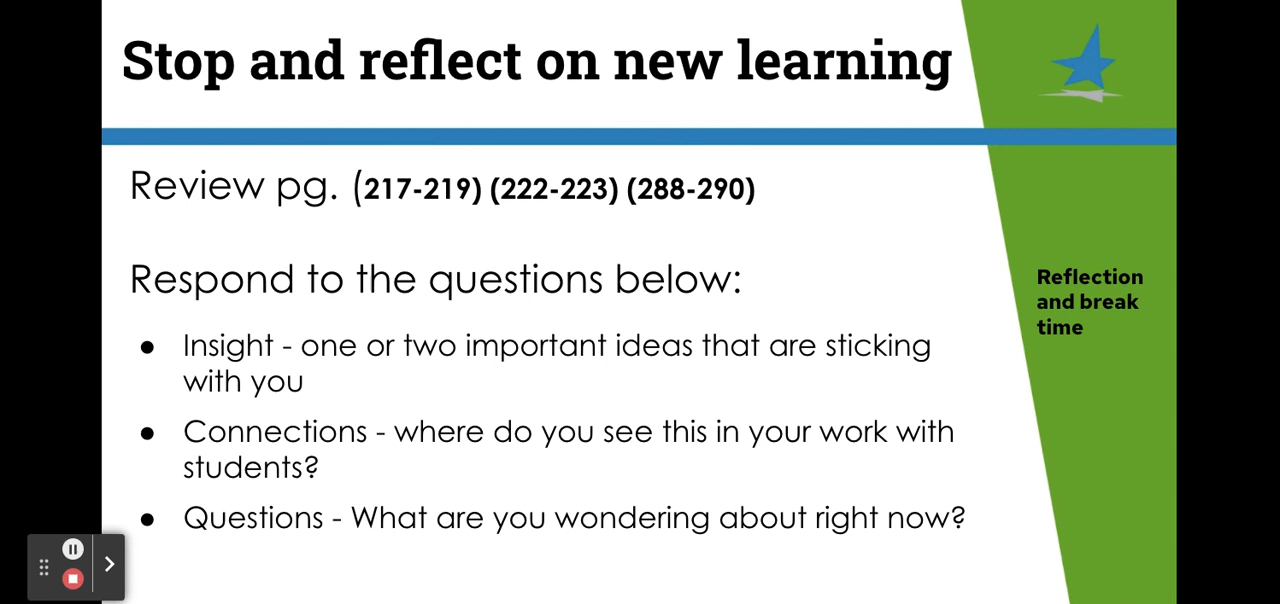 Stop and reflect on new learning
Review pg. (217-219) (222-223) (288-290)
Respond to the questions below:
● Insight - one or two important ideas that are sticking
with you
● Connections - where do you see this in your work with
students?
● Questions - What are you wondering about right now?
Reflection
and break
time